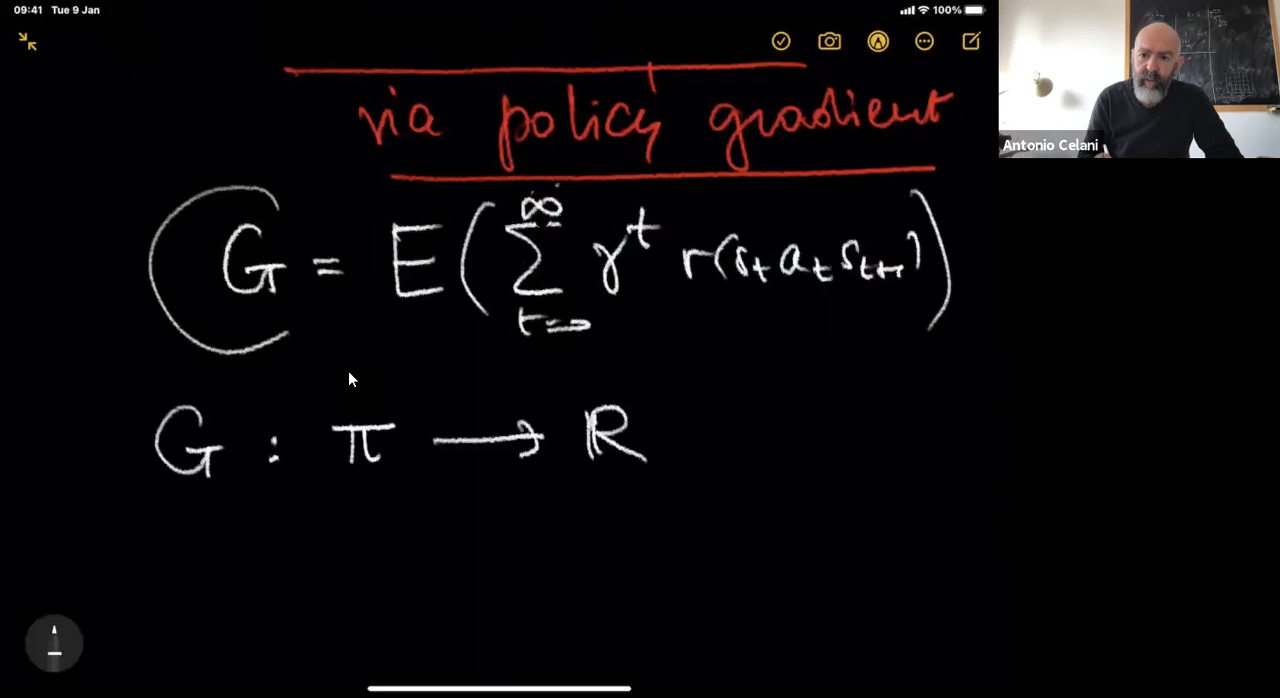 09:41 Tue 9 Jan
100%
via policy gradient
G = E(∑_{t=0}^{∞} γ^t r(s_t a_t s_{t+1}))
G : π ⟶ ℝ
Antonio Celani